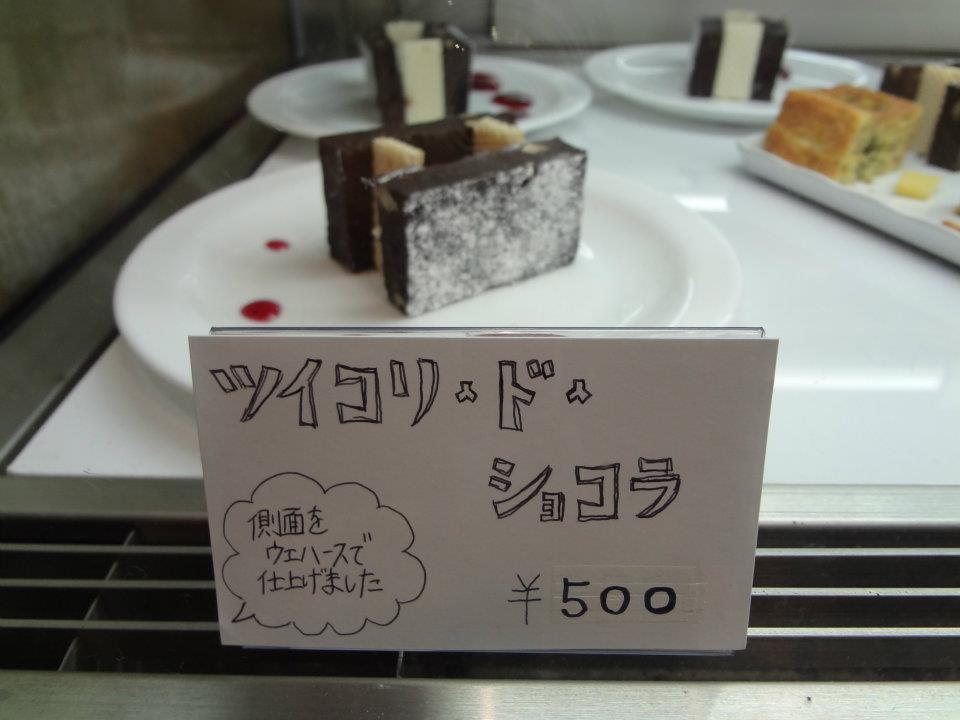 ツイコリ・ド・
ショコラ
側面を
ウエハースで
仕上げました
¥500